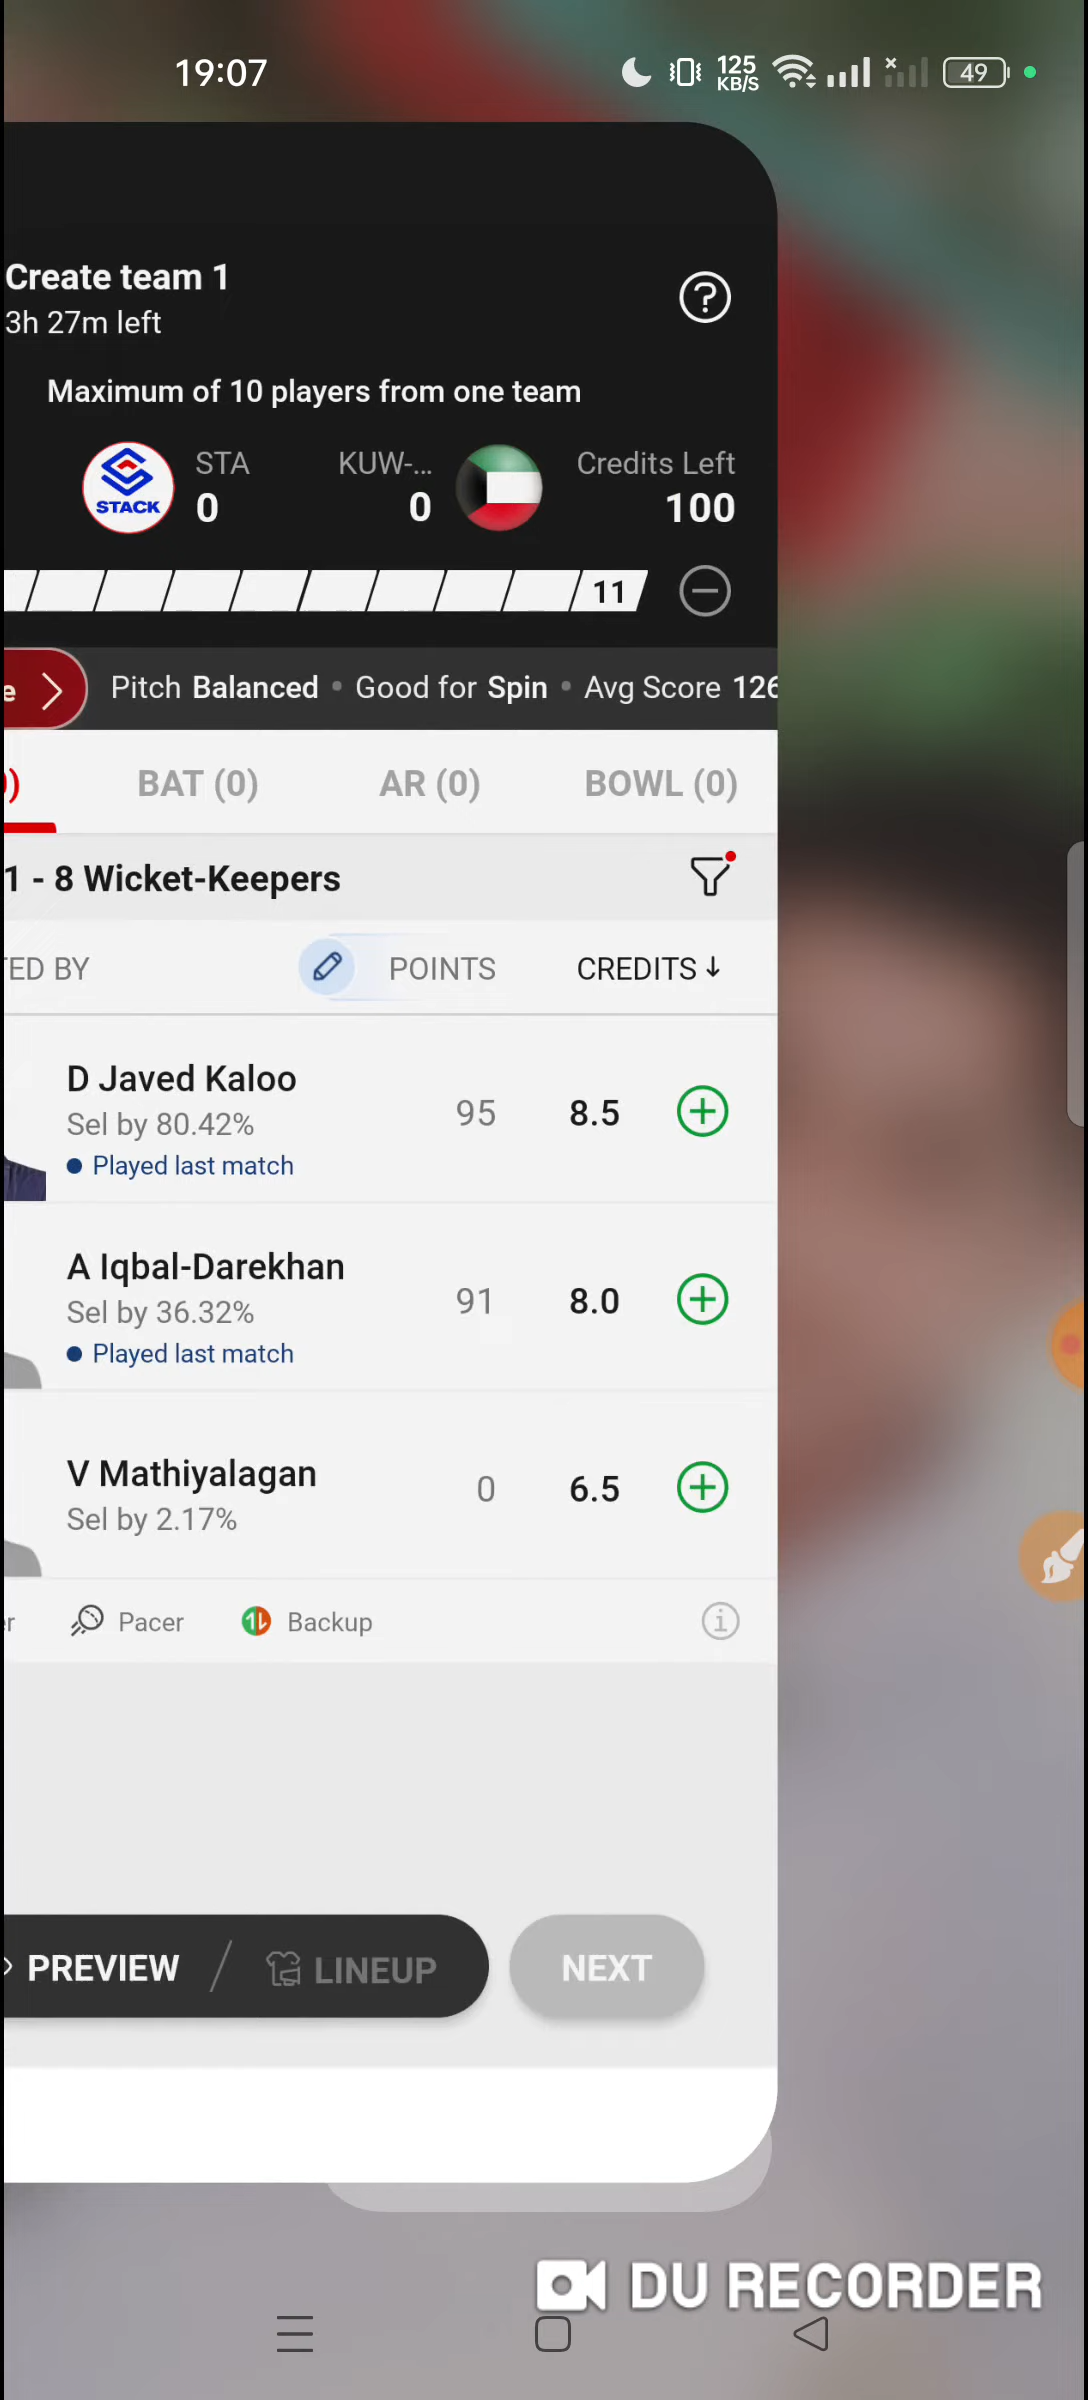 19:07
125
KB/S
49
Create team 1
3h 27m left
Maximum of 10 players from one team
STACK
STA
0
KUW-...
0
Credits Left
100
11
e
Pitch Balanced • Good for Spin • Avg Score 126
0)
BAT (0)
AR (0)
BOWL (0)
1 - 8 Wicket-Keepers
TED BY
POINTS
CREDITS ↓
D Javed Kaloo
Sel by 80.42%
Played last match
95
8.5
A Iqbal-Darekhan
Sel by 36.32%
Played last match
91
8.0
V Mathiyalagan
Sel by 2.17%
0
6.5
er
Pacer
Backup
PREVIEW
LINEUP
NEXT
DU RECORDER